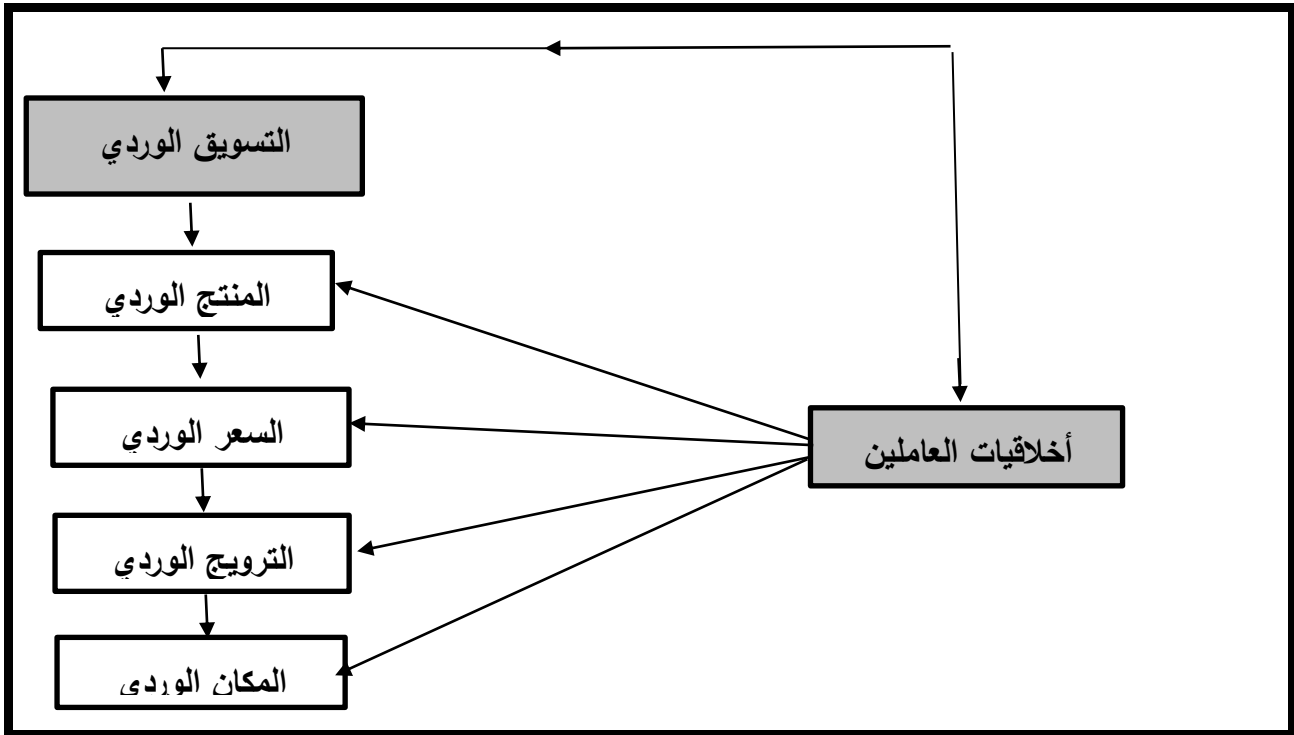 التسويق الوردي
المنتج الوردي
السعر الوردي
الترويج الوردي
المكان الوردي
أخلاقيات العاملين